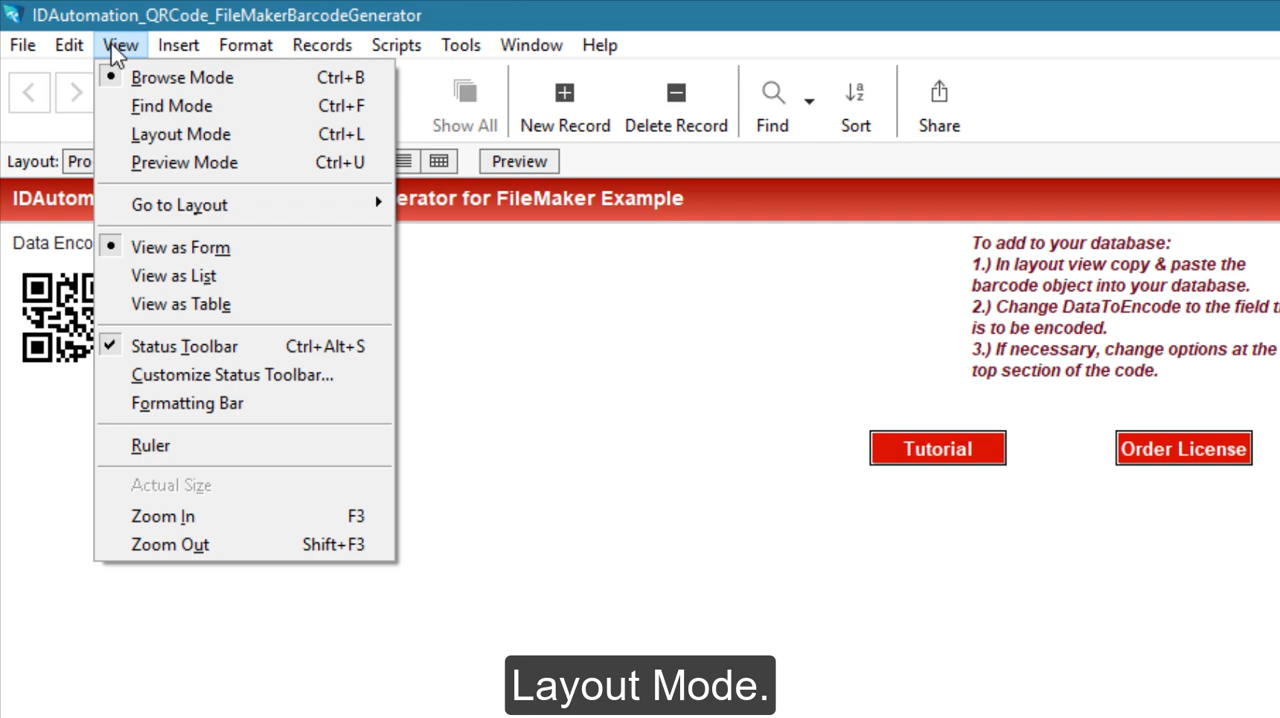 IDAutomation_QRCode_FileMakerBarcodeGenerator
File Edit View Insert Format Records Scripts Tools Window Help
Browse Mode Ctrl+B
Find Mode Ctrl+F
Layout Mode Ctrl+L
Preview Mode Ctrl+U
Go to Layout
View as Form
View as List
View as Table
Status Toolbar Ctrl+Alt+S
Customize Status Toolbar...
Formatting Bar
Ruler
Actual Size
Zoom In F3
Zoom Out Shift+F3
Show All New Record Delete Record Find Sort Share
Layout: Pro Preview
IDAutom erator for FileMaker Example
Data Enco
To add to your database:
1.) In layout view copy & paste the
barcode object into your database.
2.) Change DataToEncode to the field t
is to be encoded.
3.) If necessary, change options at the
top section of the code.
Tutorial Order License
Layout Mode.